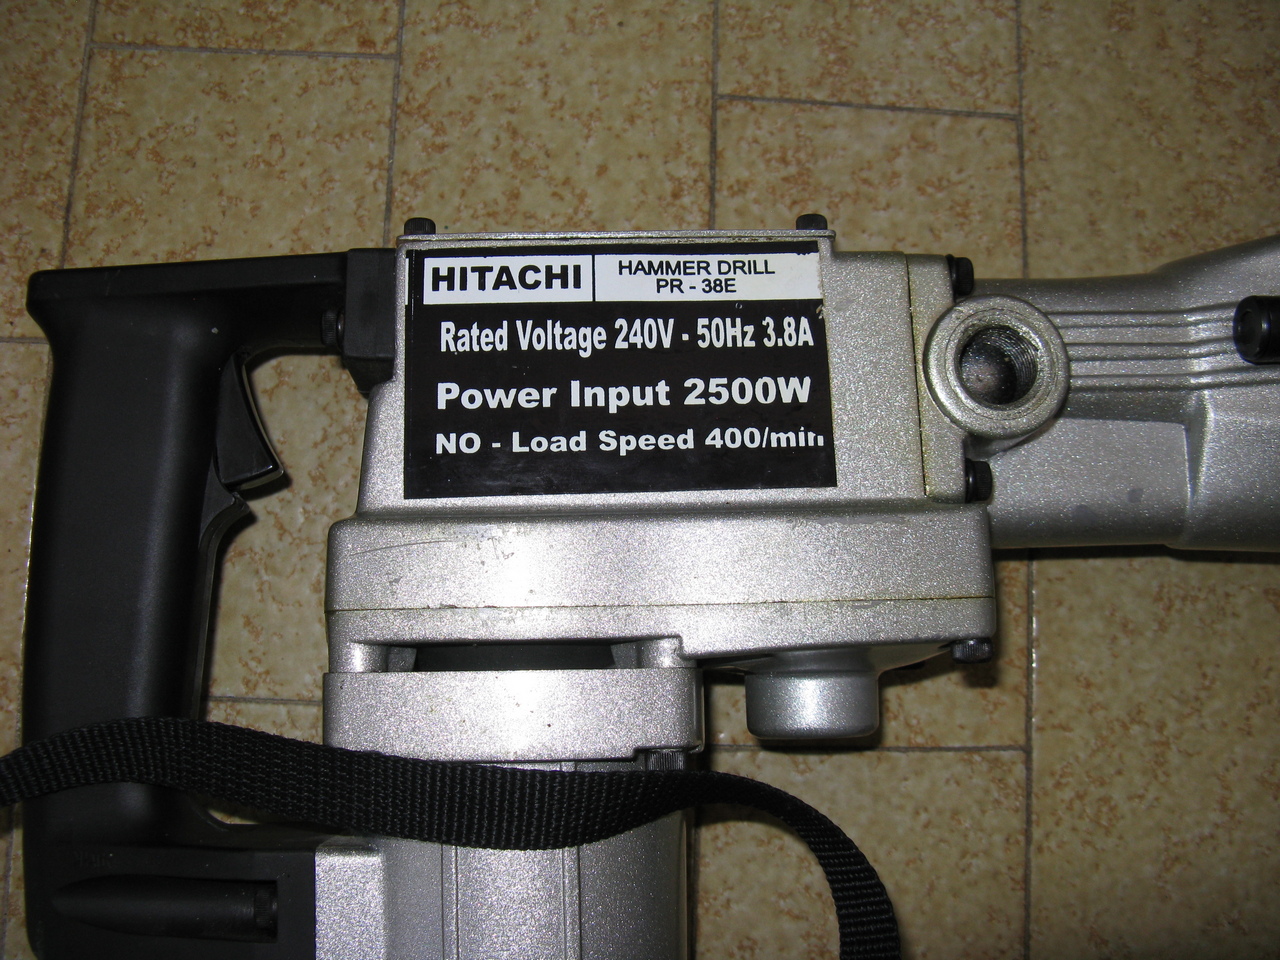 HITACHI
HAMMER DRILL
PR - 38E
Rated Voltage 240V - 50Hz 3.8A
Power Input 2500W
NO - Load Speed 400/min